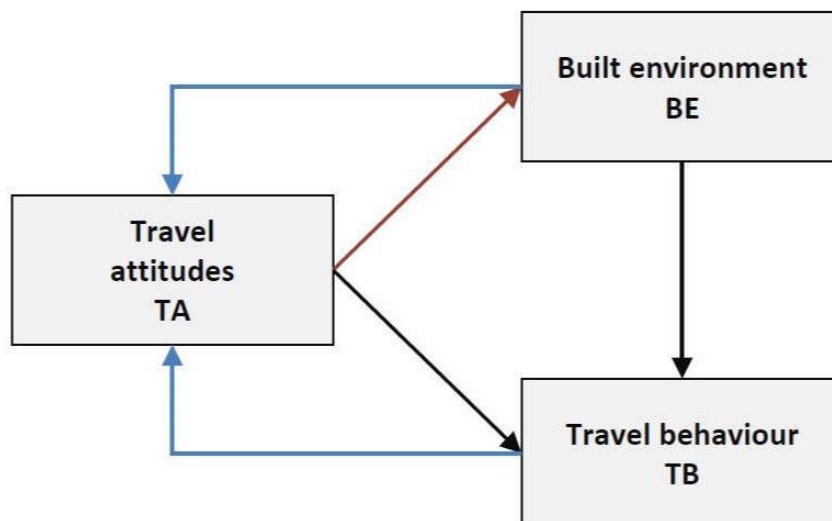 Built environment
BE
Travel
attitudes
TA
Travel behaviour
TB